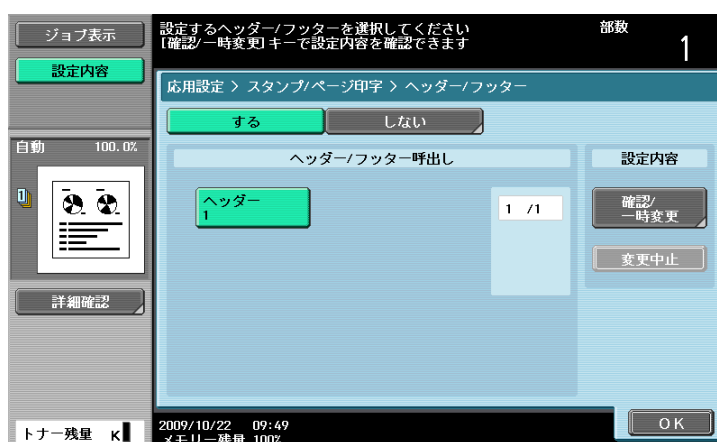 ジョブ表示
設定内容
設定するヘッダー/フッターを選択してください
[確認/一時変更]キーで設定内容を確認できます
部数
1
応用設定 > スタンプ/ページ印字 > ヘッダー/フッター
する
しない
自動 100.0%
1
ヘッダー/フッター呼出し
設定内容
ヘッダー
1
1 /1
確認/
一時変更
変更中止
詳細確認
トナー残量 K
2009/10/22 09:49
メモリー残量 100%
OK